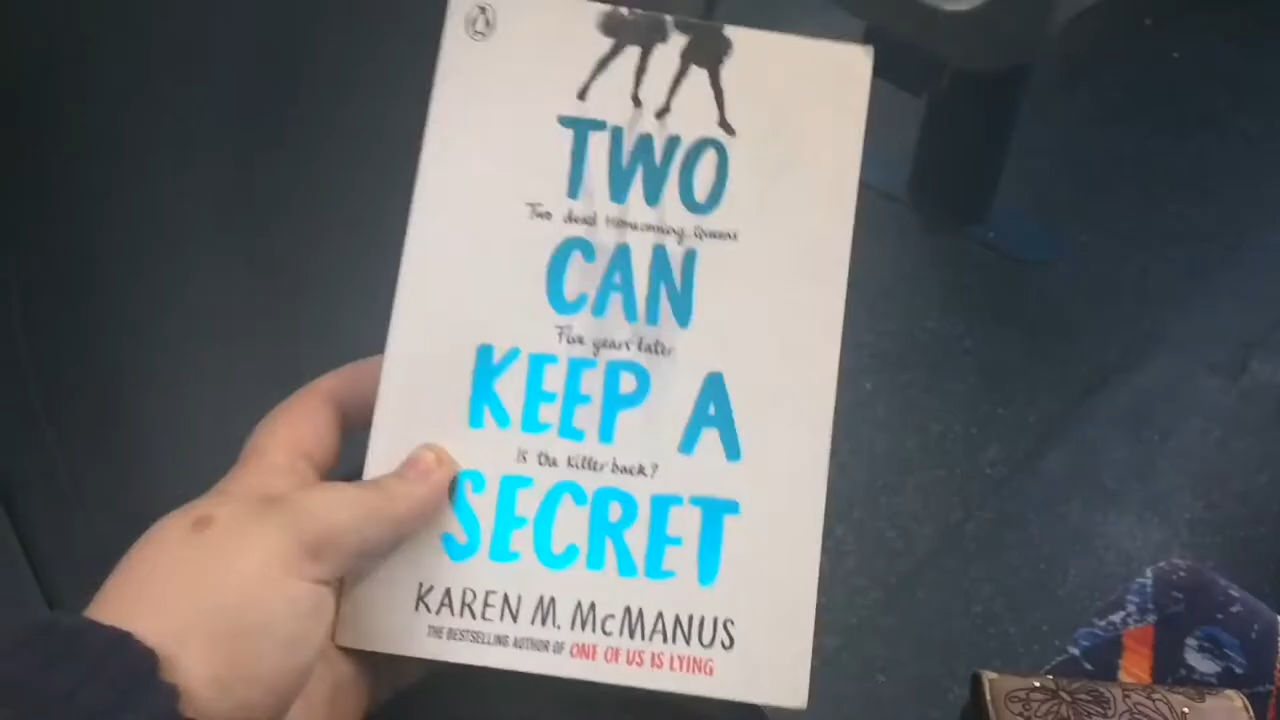 TWO
Two dead Homecoming Queens
CAN
Five years later
KEEP A
Is the killer back?
SECRET
KAREN M. McMANUS
THE BESTSELLING AUTHOR OF ONE OF US IS LYING